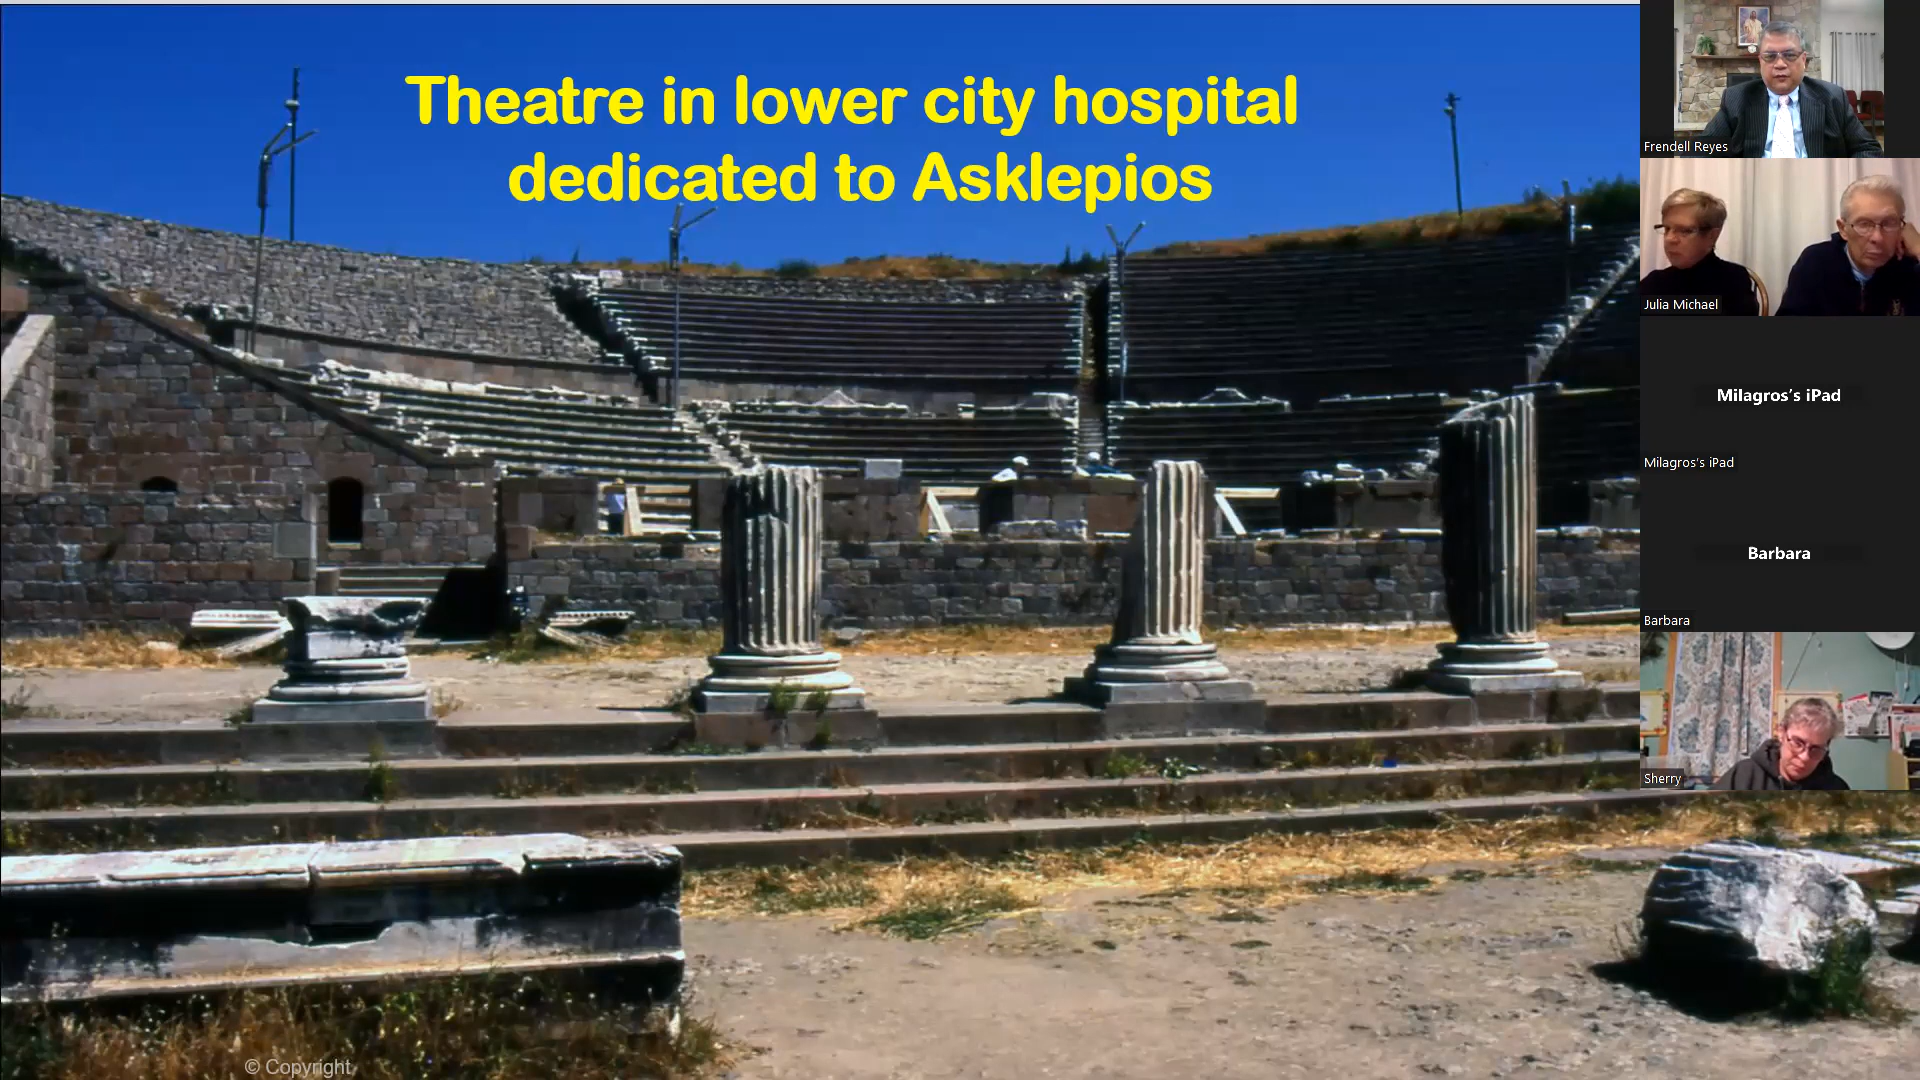 Theatre in lower city hospital
dedicated to Asklepios
Frendell Reyes
Julia Michael
Milagros's iPad
Milagros's iPad
Barbara
Barbara
Sherry
© Copyright